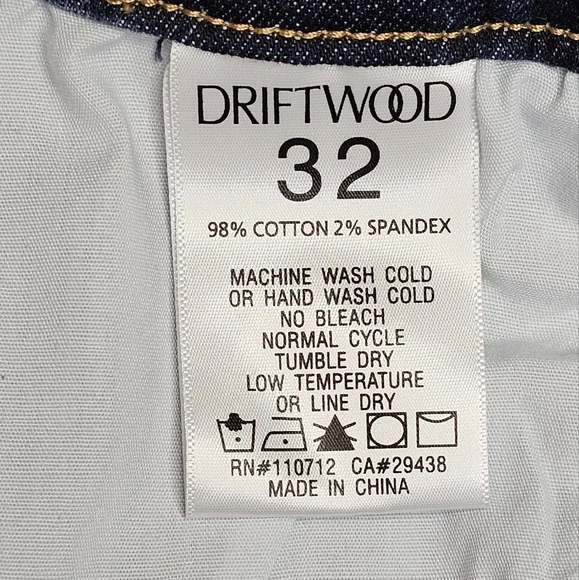 DRIFTWOOD
32
98% COTTON 2% SPANDEX
MACHINE WASH COLD
OR HAND WASH COLD
NO BLEACH
NORMAL CYCLE
TUMBLE DRY
LOW TEMPERATURE
OR LINE DRY
RN#110712 CA#29438
MADE IN CHINA